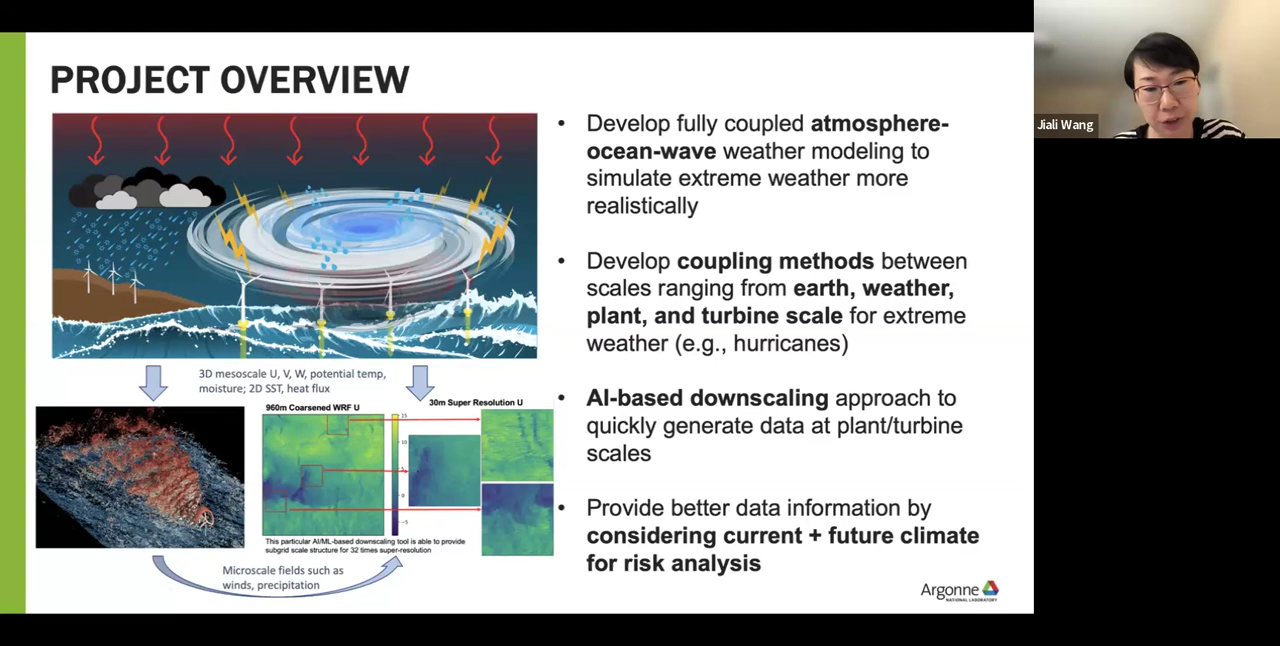 PROJECT OVERVIEW
• Develop fully coupled atmosphere-
ocean-wave weather modeling to
simulate extreme weather more
realistically
• Develop coupling methods between
scales ranging from earth, weather,
plant, and turbine scale for extreme
weather (e.g., hurricanes)
• AI-based downscaling approach to
quickly generate data at plant/turbine
scales
• Provide better data information by
considering current + future climate
for risk analysis
3D mesoscale U, V, W, potential temp,
moisture; 2D SST, heat flux
960m Coarsened WRF U
30m Super Resolution U
15
10
5
0
−5
This particular AI/ML-based downscaling tool is able to provide
subgrid scale structure for 32 times super-resolution
Microscale fields such as
winds, precipitation
Argonne
NATIONAL LABORATORY
Jiali Wang